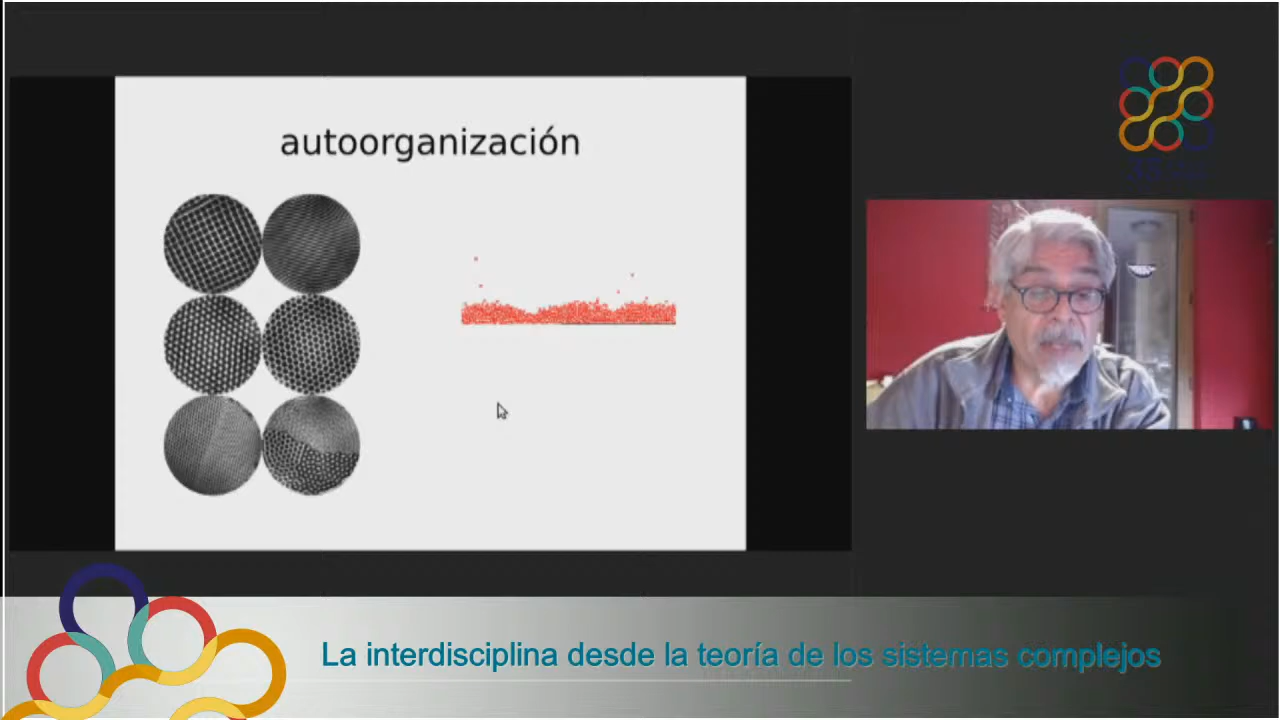 autoorganización
La interdisciplina desde la teoría de los sistemas complejos